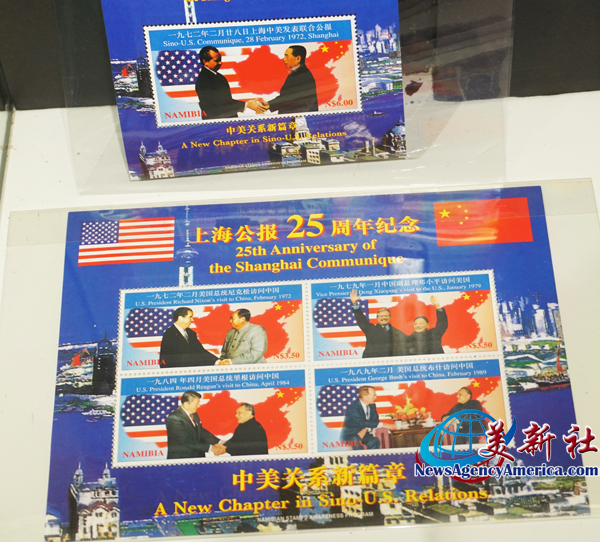 一九七二年二月廿八日上海中美发表联合公报
Sino-U.S. Communique, 28 February 1972, Shanghai
NAMIBIA
N$6.00
中美关系新篇章
A New Chapter in Sino-U.S. Relations
上海公报 25 周年纪念
25th Anniversary of
the Shanghai Communique
一九七二年二月美国总统尼克松访问中国
U.S. President Richard Nixon's visit to China, February 1972
NAMIBIA
N$3.50
一九七九年一月中国副总理邓小平访问美国
Vice Premier Deng Xiaoping's visit to the U.S., January 1979
NAMIBIA
N$3.50
一九八四年四月美国总统里根访问中国
U.S. President Ronald Reagan's visit to China, April 1984
NAMIBIA
N$3.50
一九八九年二月 美国总统布什访问中国
U.S. President George Bush's visit to China, February 1989
NAMIBIA
美新社
NewsAgencyAmerica.com
中美关系新篇章
A New Chapter in Sino-U.S. Relations
NAMIBIAN STAMPS AWARENESS PROGRAM